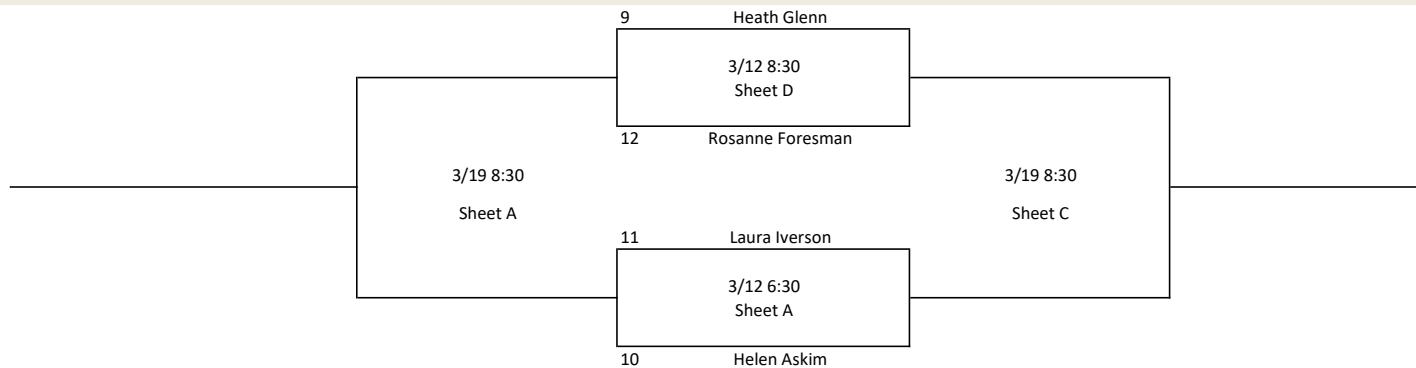 9 Heath Glenn
3/12 8:30
Sheet D
12 Rosanne Foresman
3/19 8:30
Sheet A
3/19 8:30
Sheet C
11 Laura Iverson
3/12 6:30
Sheet A
10 Helen Askim